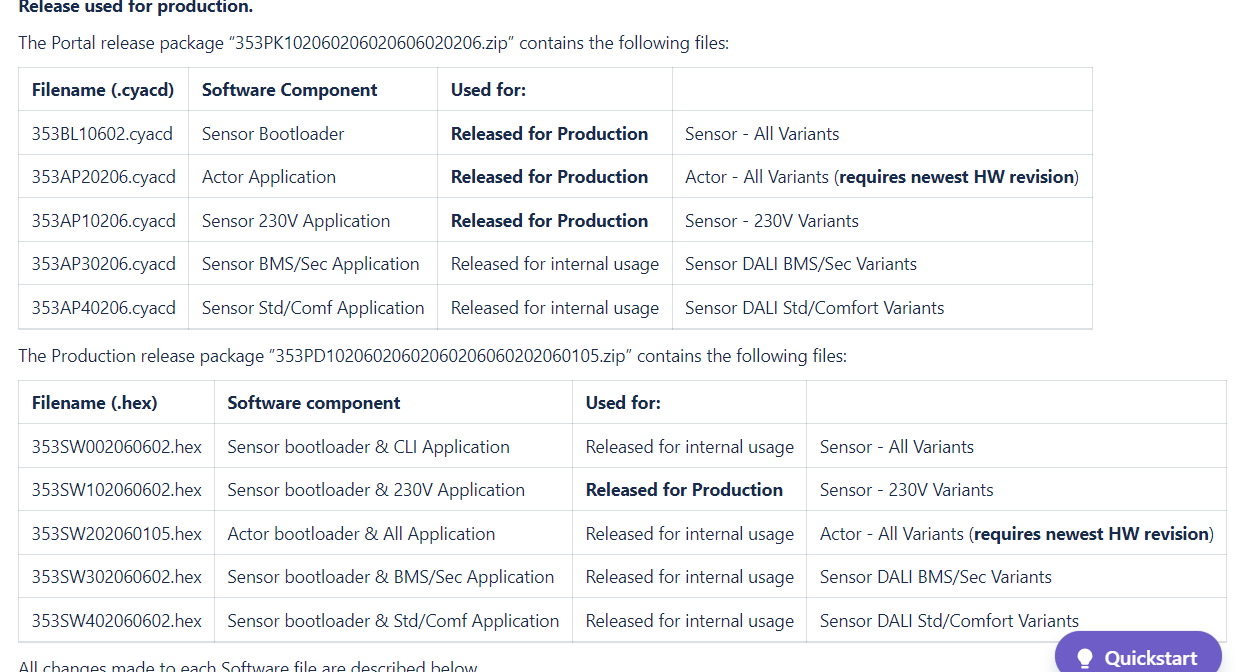 Release used for production.
The Portal release package “353PK102060206020606020206.zip” contains the following files:
Filename (.cyacd) Software Component Used for:
353BL10602.cyacd Sensor Bootloader Released for Production Sensor - All Variants
353AP20206.cyacd Actor Application Released for Production Actor - All Variants (requires newest HW revision)
353AP10206.cyacd Sensor 230V Application Released for Production Sensor - 230V Variants
353AP30206.cyacd Sensor BMS/Sec Application Released for internal usage Sensor DALI BMS/Sec Variants
353AP40206.cyacd Sensor Std/Comf Application Released for internal usage Sensor DALI Std/Comfort Variants
The Production release package ”353PD10206020602060206060202060105.zip” contains the following files:
Filename (.hex) Software component Used for:
353SW002060602.hex Sensor bootloader & CLI Application Released for internal usage Sensor - All Variants
353SW102060602.hex Sensor bootloader & 230V Application Released for Production Sensor - 230V Variants
353SW202060105.hex Actor bootloader & All Application Released for internal usage Actor - All Variants (requires newest HW revision)
353SW302060602.hex Sensor bootloader & BMS/Sec Application Released for internal usage Sensor DALI BMS/Sec Variants
353SW402060602.hex Sensor bootloader & Std/Comf Application Released for internal usage Sensor DALI Std/Comfort Variants
All changes made to each Software file are described below
Quickstart